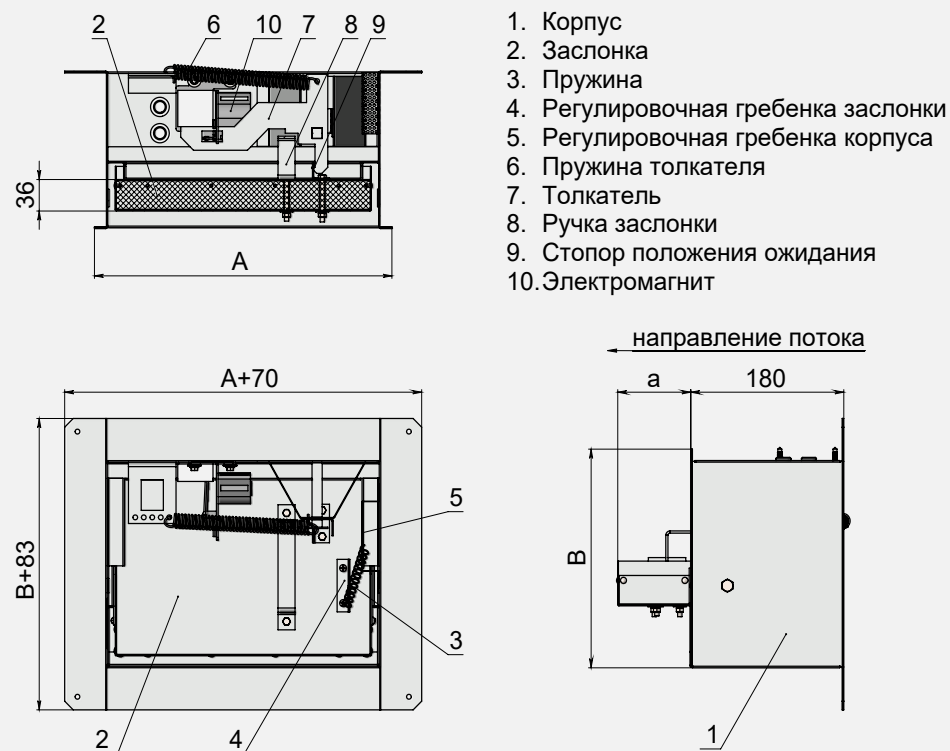 2 6 10 7 8 9
36
A
1. Корпус
2. Заслонка
3. Пружина
4. Регулировочная гребенка заслонки
5. Регулировочная гребенка корпуса
6. Пружина толкателя
7. Толкатель
8. Ручка заслонки
9. Стопор положения ожидания
10. Электромагнит
A+70
B+83
5
3
2 4
направление потока
a 180
B
1